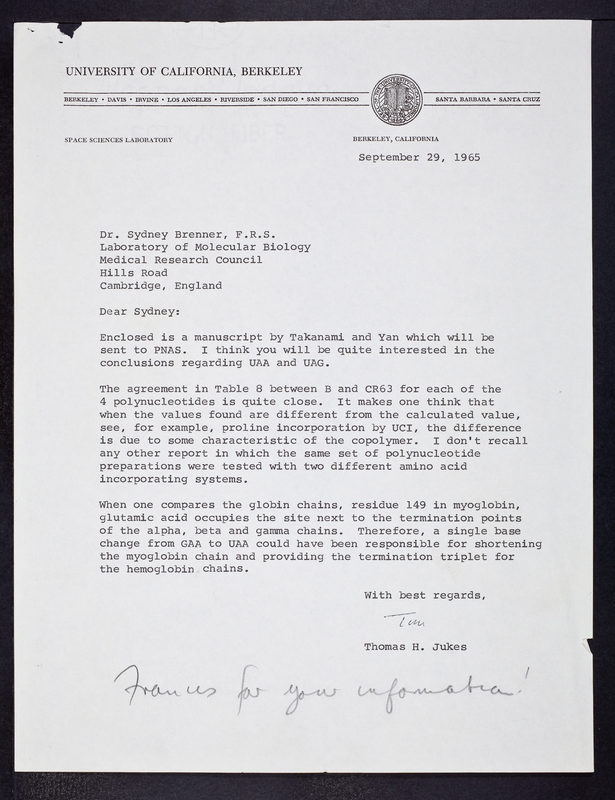 UNIVERSITY OF CALIFORNIA, BERKELEY
BERKELEY • DAVIS • IRVINE • LOS ANGELES • RIVERSIDE • SAN DIEGO • SAN FRANCISCO
SANTA BARBARA • SANTA CRUZ
SPACE SCIENCES LABORATORY
BERKELEY, CALIFORNIA
September 29, 1965
Dr. Sydney Brenner, F.R.S.
Laboratory of Molecular Biology
Medical Research Council
Hills Road
Cambridge, England
Dear Sydney:
Enclosed is a manuscript by Takanami and Yan which will be
sent to PNAS. I think you will be quite interested in the
conclusions regarding UAA and UAG.
The agreement in Table 8 between B and CR63 for each of the
4 polynucleotides is quite close. It makes one think that
when the values found are different from the calculated value,
see, for example, proline incorporation by UCI, the difference
is due to some characteristic of the copolymer. I don't recall
any other report in which the same set of polynucleotide
preparations were tested with two different amino acid
incorporating systems.
When one compares the globin chains, residue 149 in myoglobin,
glutamic acid occupies the site next to the termination points
of the alpha, beta and gamma chains. Therefore, a single base
change from GAA to UAA could have been responsible for shortening
the myoglobin chain and providing the termination triplet for
the hemoglobin chains.
With best regards,
Tom
Thomas H. Jukes
Frances for your information!